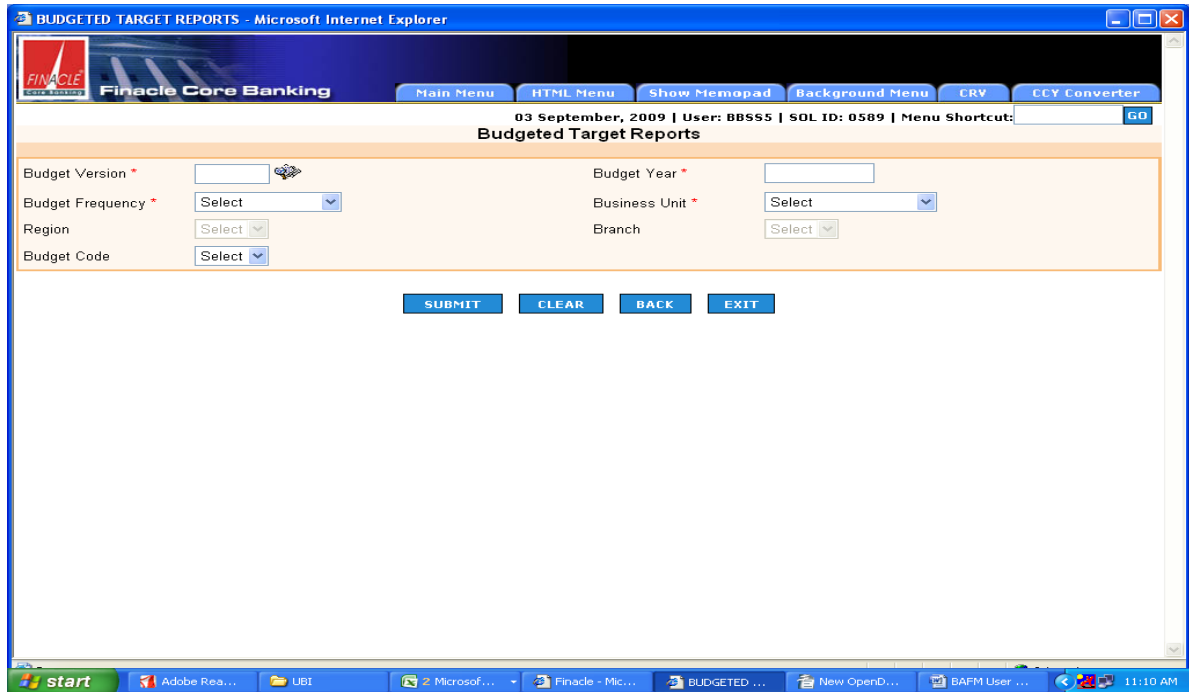 BUDGETED TARGET REPORTS - Microsoft Internet Explorer
FINACLE
Core Banking
Finacle Core Banking
Main Menu HTML Menu Show Memopad Background Menu CRV CCY Converter
03 September, 2009 | User: BBSS5 | SOL ID: 0589 | Menu Shortcut: GO
Budgeted Target Reports
Budget Version * Budget Year *
Budget Frequency * Select Business Unit * Select
Region Select Branch Select
Budget Code Select
SUBMIT CLEAR BACK EXIT
start Adobe Rea... UBI 2 Microsof... Finacle - Mic... BUDGETED ... New OpenD... BAFM User ... 11:10 AM